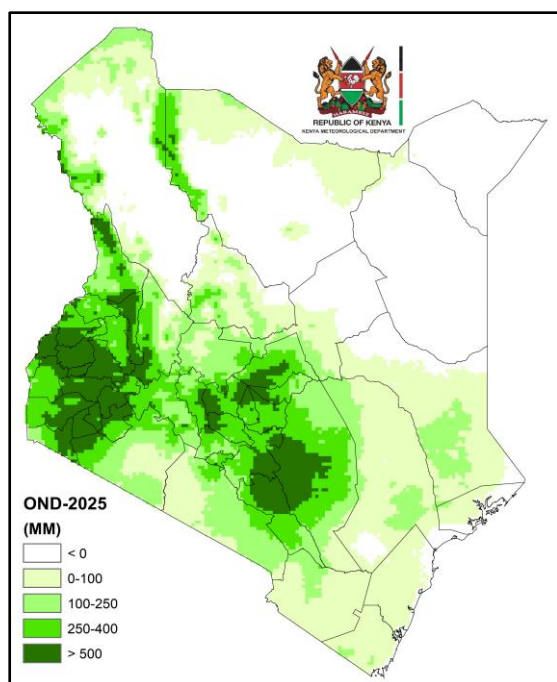 REPUBLIC OF KENYA
KENYA METEOROLOGICAL DEPARTMENT
OND-2025
(MM)
< 0
0-100
100-250
250-400
> 500